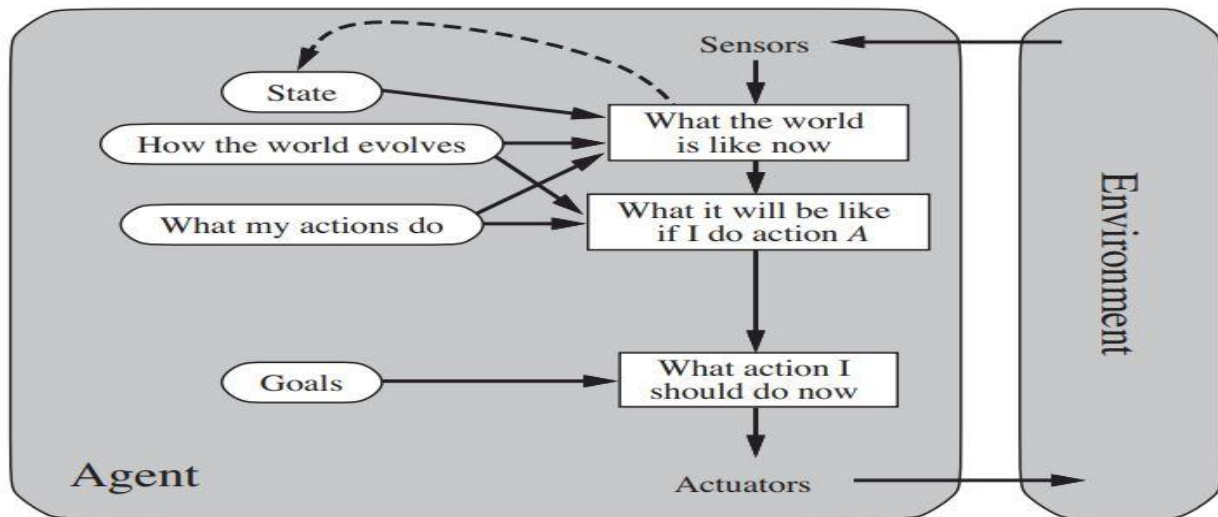 Sensors
State
What the world
is like now
How the world evolves
What my actions do
What it will be like
if I do action A
Goals
What action I
should do now
Agent
Actuators
Environment